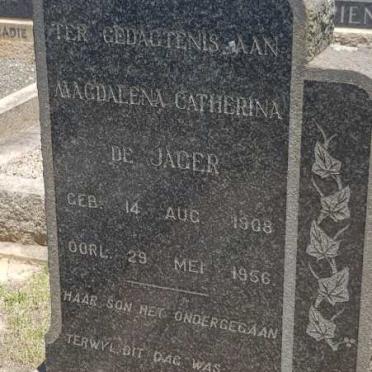 TER GEDAGTENIS AAN
MAGDALENA CATHERINA
DE JAGER
GEB. 14 AUG 1908
OORL. 29 MEI 1956
HAAR SON HET ONDERGEGAAN
TERWYL DIT DAG WAS